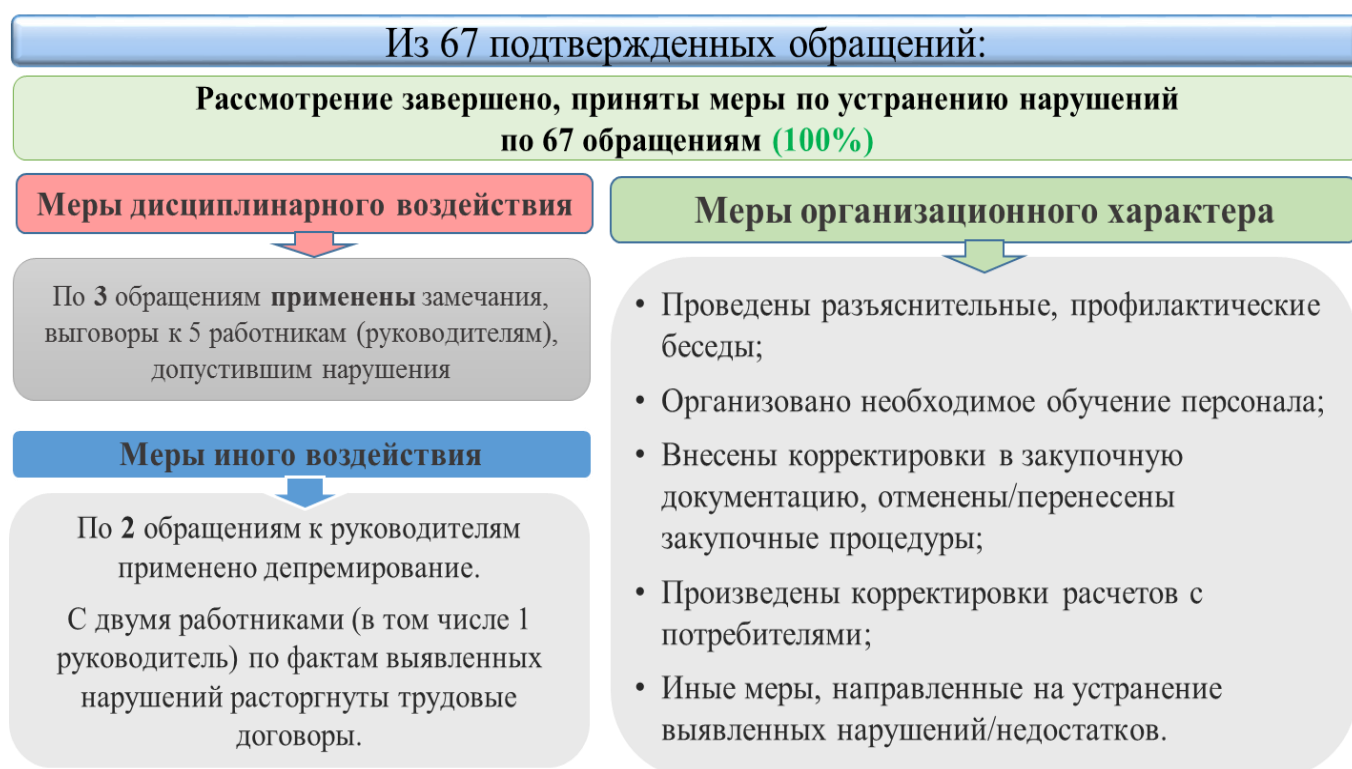 Из 67 подтвержденных обращений:
Рассмотрение завершено, приняты меры по устранению нарушений
по 67 обращениям (100%)
Меры дисциплинарного воздействия
По 3 обращениям применены замечания,
выговоры к 5 работникам (руководителям),
допустившим нарушения
Меры иного воздействия
По 2 обращениям к руководителям
применено депремирование.
С двумя работниками (в том числе 1
руководитель) по фактам выявленных
нарушений расторгнуты трудовые
договоры.
Меры организационного характера
• Проведены разъяснительные, профилактические
беседы;
• Организовано необходимое обучение персонала;
• Внесены корректировки в закупочную
документацию, отменены/перенесены
закупочные процедуры;
• Произведены корректировки расчетов с
потребителями;
• Иные меры, направленные на устранение
выявленных нарушений/недостатков.